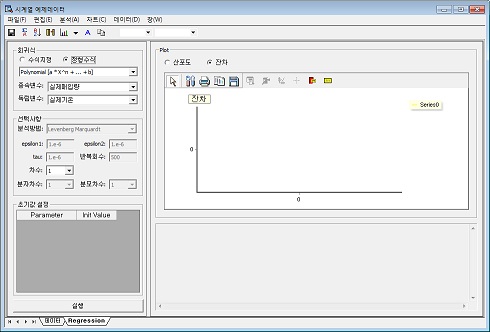 시계열 예제데이터
파일(F) 편집(E) 분석(A) 차트(C) 데이터(D) 창(W)
회귀식
수식지정 정형수식
Polynomial [a * X^n + ... + b]
종속변수: 실제폐압량
독립변수: 실제기온
선택사항
분석방법: Levenberg Marquardt
epsilon1: 1.e-6 epsilon2: 1.e-6
tau: 1.e-6 반복회수: 500
차수: 1
분자차수: 1 분모차수: 1
초기값 설정
Parameter Init Value
실행
Plot
산포도 잔차
잔차
Series0
0
0
데이터 Regression